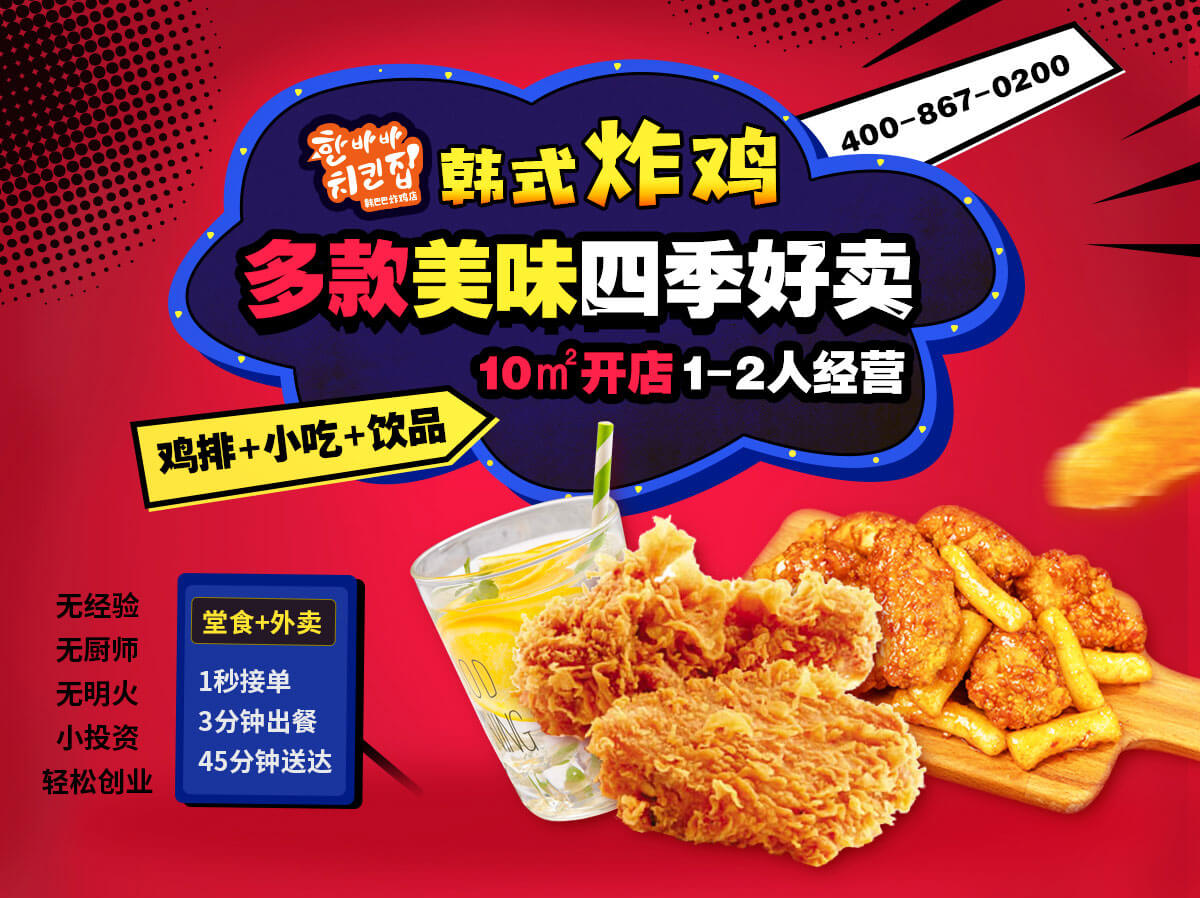 400-867-0200
한바바
치킨집
韩巴巴炸鸡店
韩式炸鸡
多款美味四季好卖
10㎡开店1-2人经营
鸡排+小吃+饮品
无经验
无厨师
无明火
小投资
轻松创业
堂食+外卖
1秒接单
3分钟出餐
45分钟送达